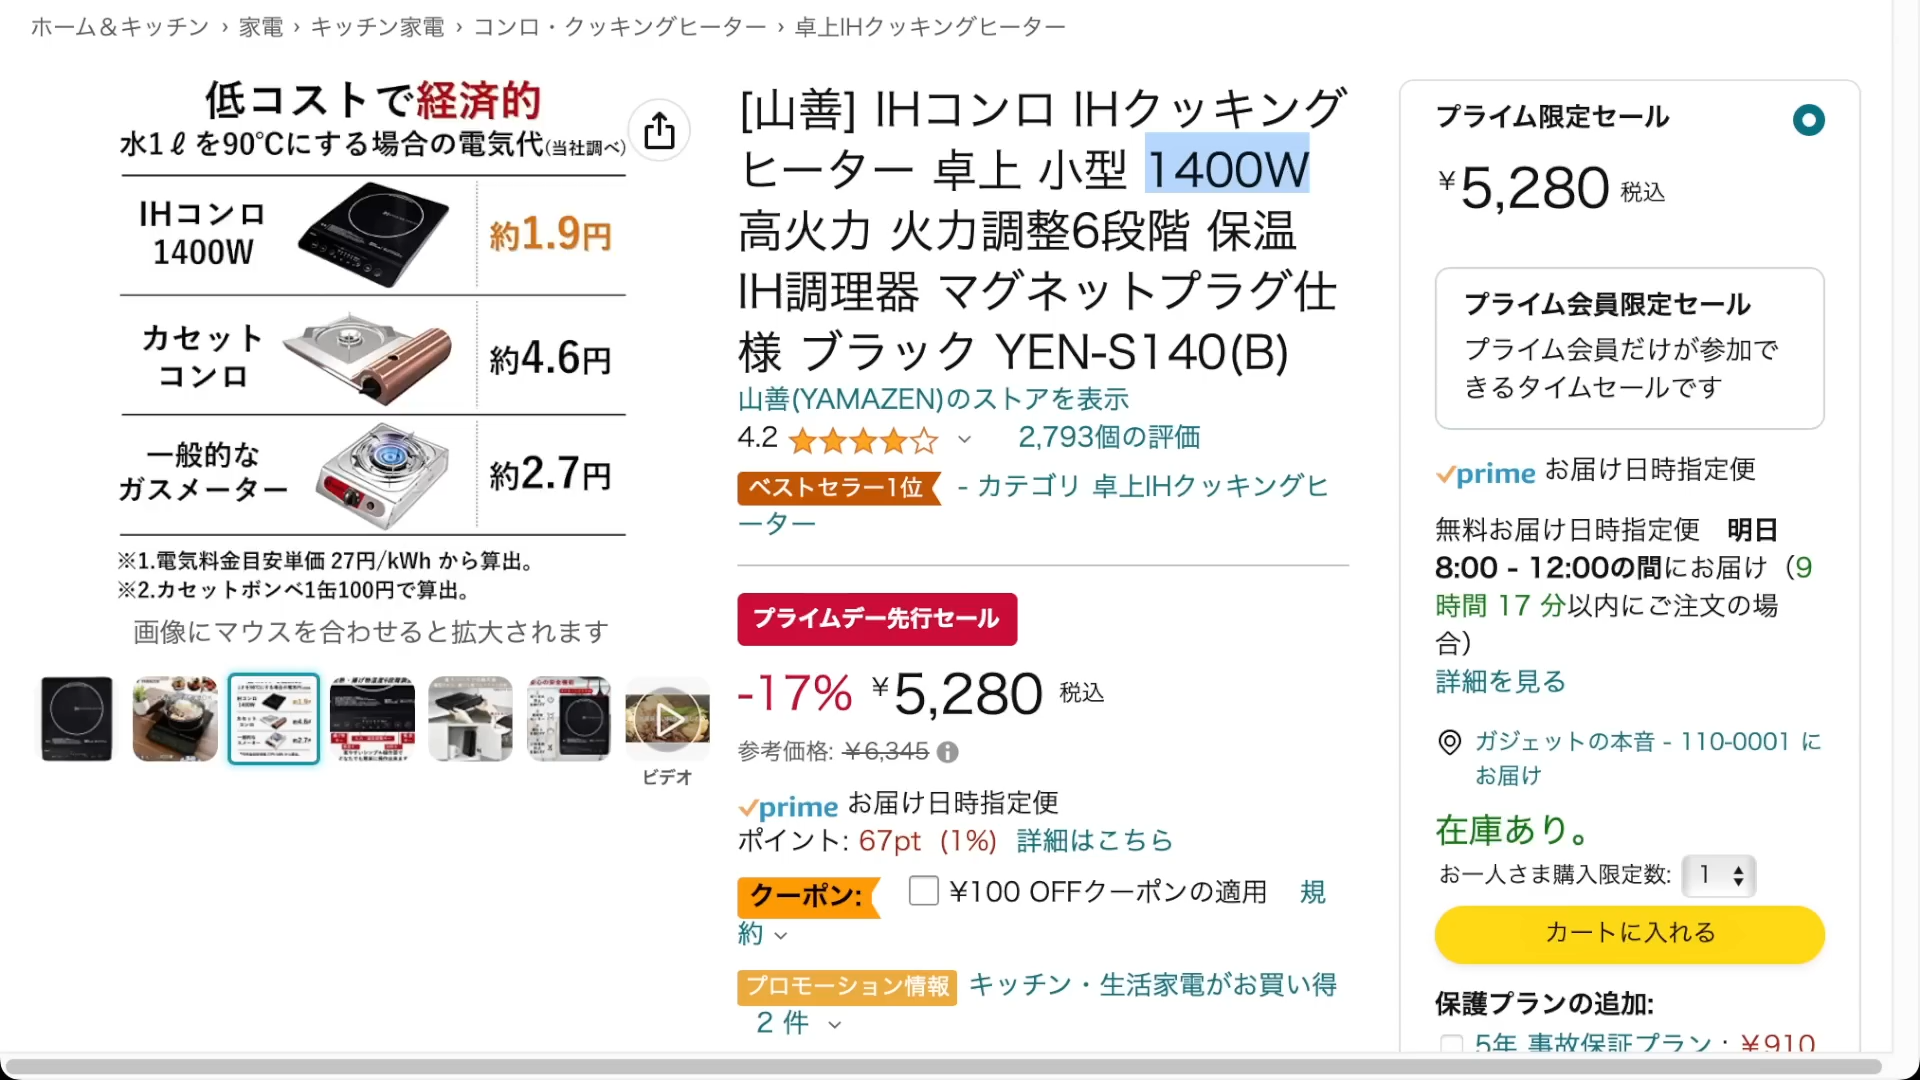 ホーム＆キッチン › 家電 › キッチン家電 › コンロ・クッキングヒーター › 卓上IHクッキングヒーター
低コストで経済的
水1ℓを90℃にする場合の電気代(当社調べ)
IHコンロ
1400W
約1.9円
カセット
コンロ
約4.6円
一般的な
ガスメーター
約2.7円
※1.電気料金目安単価 27円/kWh から算出。
※2.カセットボンベ1缶100円で算出。
画像にマウスを合わせると拡大されます
ビデオ
[山善] IHコンロ IHクッキング
ヒーター 卓上 小型 1400W
高火力 火力調整6段階 保温
IH調理器 マグネットプラグ仕
様 ブラック YEN-S140(B)
山善(YAMAZEN)のストアを表示
4.2 2,793個の評価
ベストセラー1位 - カテゴリ 卓上IHクッキングヒ
ーター
プライムデー先行セール
-17% ￥5,280 税込
参考価格: ￥6,345
prime お届け日時指定便
ポイント: 67pt (1%) 詳細はこちら
クーポン: ￥100 OFFクーポンの適用 規
約
プロモーション情報 キッチン・生活家電がお買い得
2 件
プライム限定セール
￥5,280 税込
プライム会員限定セール
プライム会員だけが参加で
きるタイムセールです
prime お届け日時指定便
無料お届け日時指定便 明日
8:00 - 12:00の間にお届け（9
時間 17 分以内にご注文の場
合）
詳細を見る
ガジェットの本音 - 110-0001 に
お届け
在庫あり。
お一人さま購入限定数: 1
カートに入れる
保護プランの追加:
5年 事故保証プラン：￥910